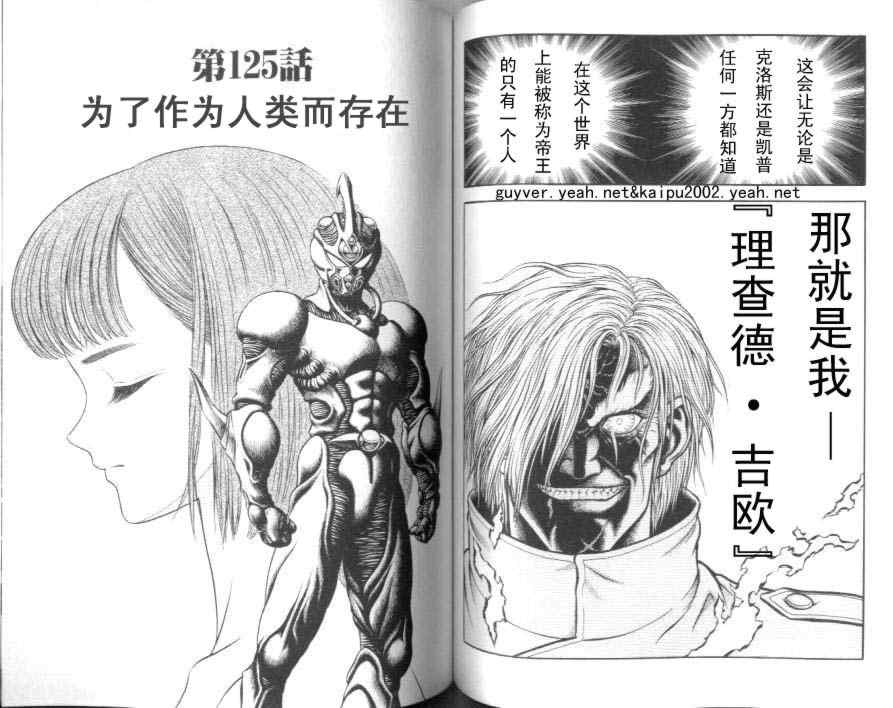 这会让无论是
克洛斯还是凯普
任何一方都知道
在这个世界
上能被称为帝王
的只有一个人
guyver.yeah.net&kaipu2002.yeah.net
那就是我—
『理查德·吉欧』
第125話
为了作为人类而存在